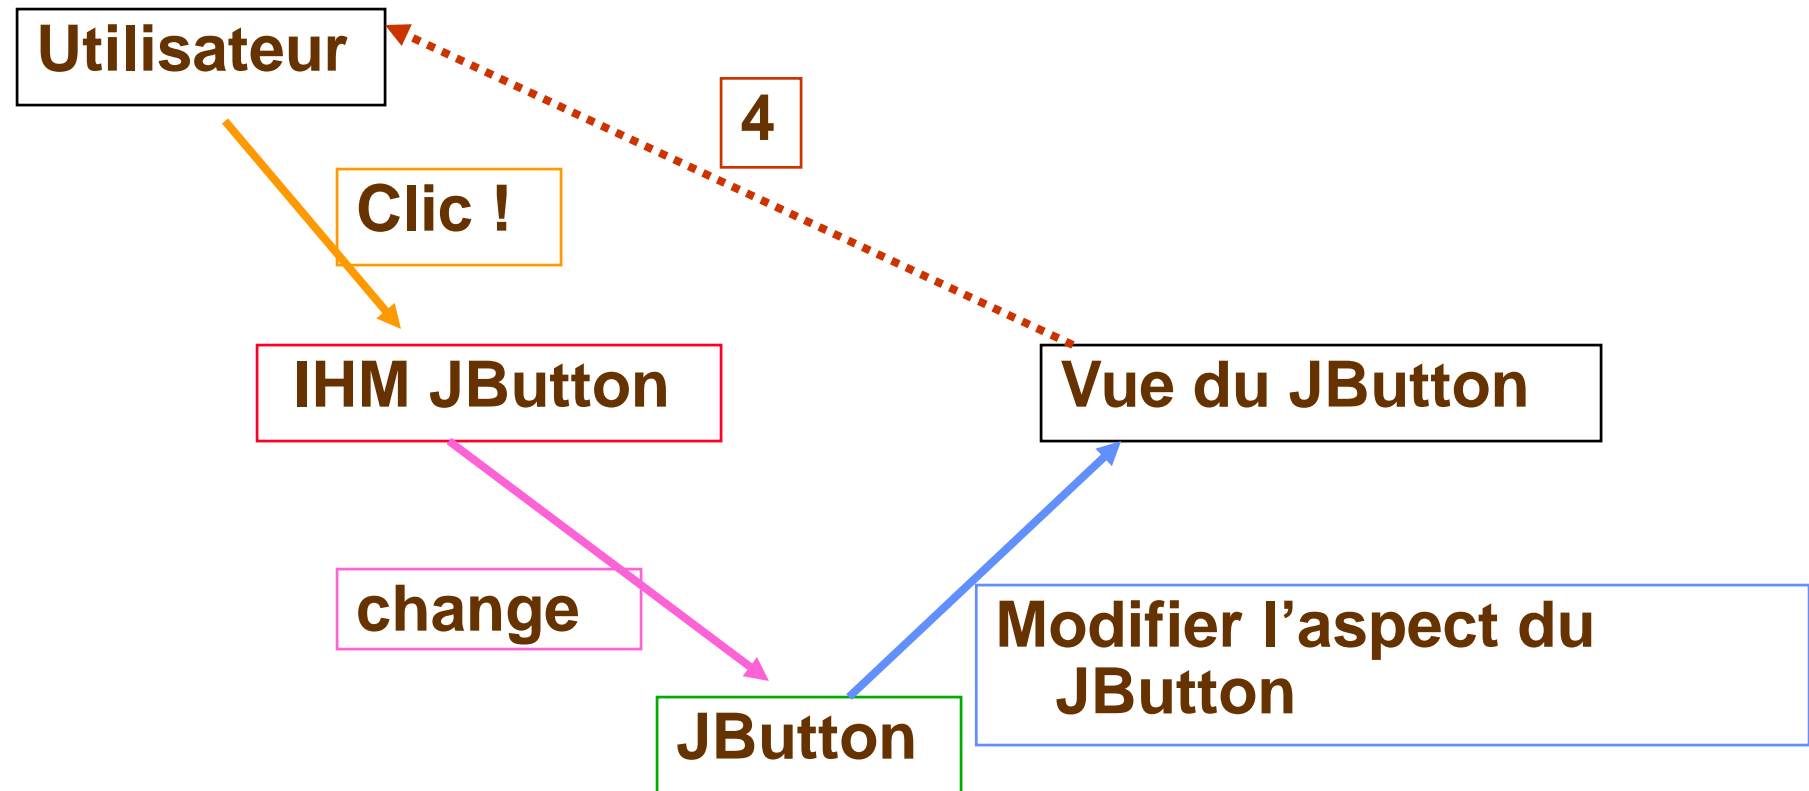 Utilisateur
4
Clic !
IHM JButton
Vue du JButton
change
Modifier l’aspect du
JButton
JButton